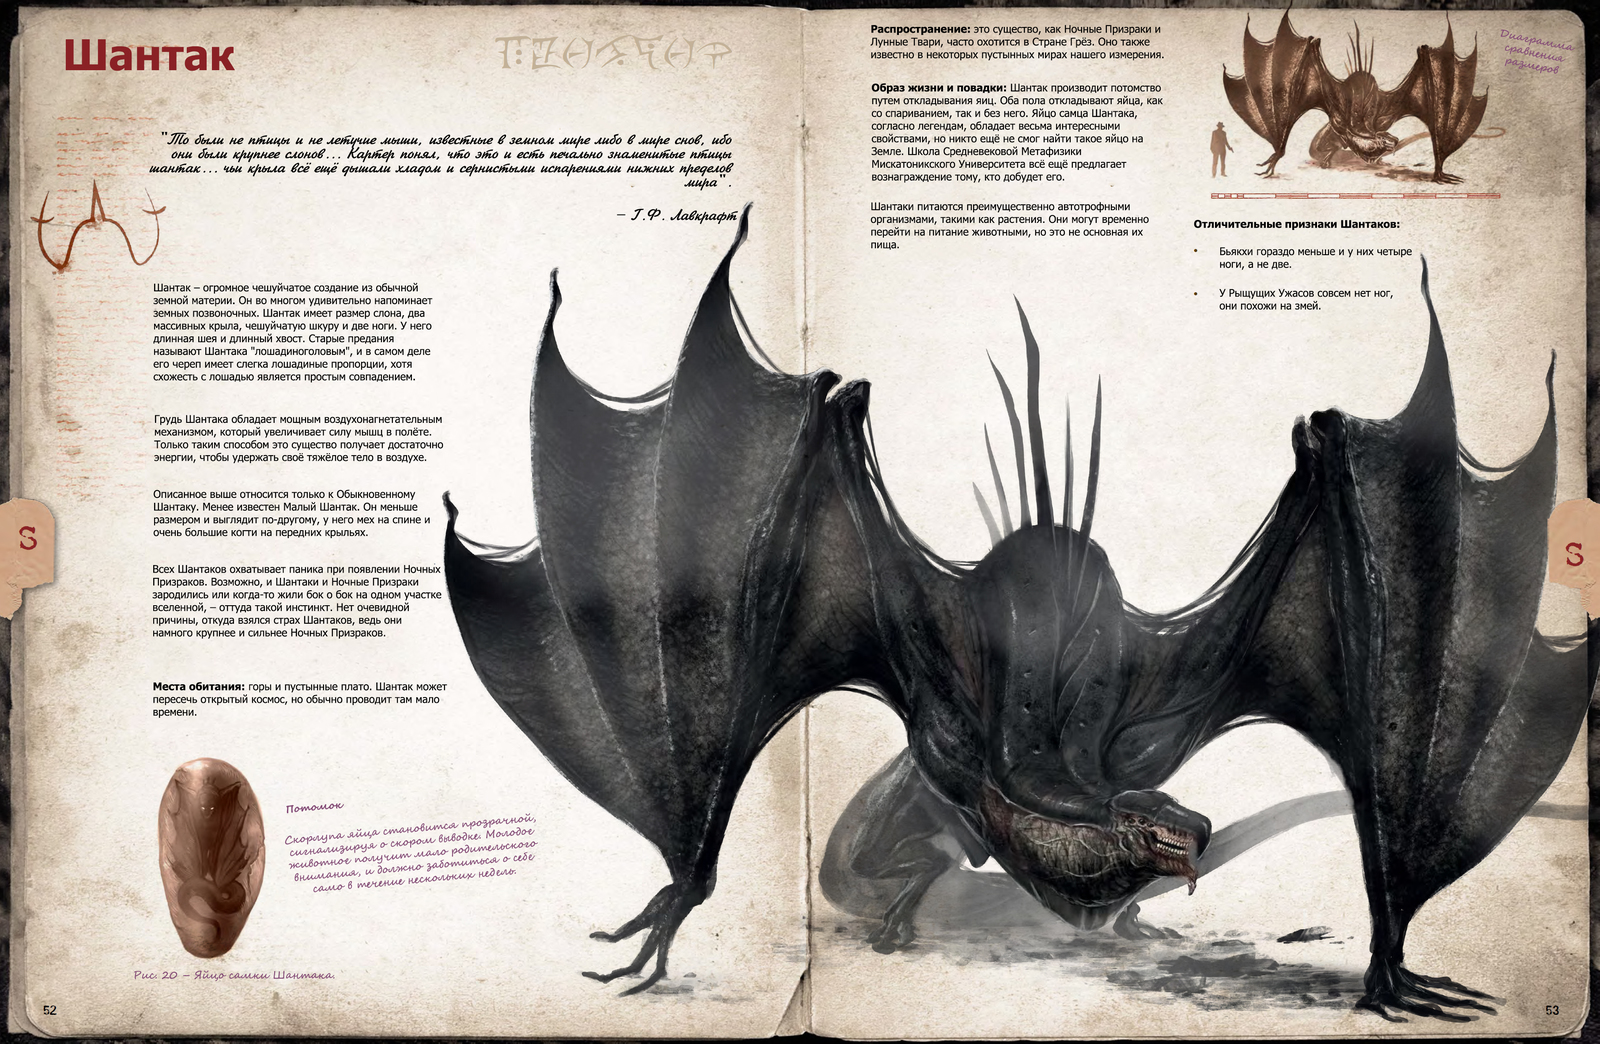 Шантак
"То были не птицы и не летучие мыши, известные в земном мире либо в мире снов, ибо
они были крупнее слонов... Картер понял, что это и есть печально знаменитые птицы
шантак... чьи крыла всё ещё дышали хладом и сернистыми испарениями нижних пределов
мира".
– Г.Ф. Лавкрафт
Шантак – огромное чешуйчатое создание из обычной
земной материи. Он во многом удивительно напоминает
земных позвоночных. Шантак имеет размер слона, два
массивных крыла, чешуйчатую шкуру и две ноги. У него
длинная шея и длинный хвост. Старые предания
называют Шантака "лошадиноголовым", и в самом деле
его череп имеет слегка лошадиные пропорции, хотя
схожесть с лошадью является простым совпадением.
Грудь Шантака обладает мощным воздухонагнетательным
механизмом, который увеличивает силу мышц в полёте.
Только таким способом это существо получает достаточно
энергии, чтобы удержать своё тяжёлое тело в воздухе.
Описанное выше относится только к Обыкновенному
Шантаку. Менее известен Малый Шантак. Он меньше
размером и выглядит по-другому, у него мех на спине и
очень большие когти на передних крыльях.
Всех Шантаков охватывает паника при появлении Ночных
Призраков. Возможно, и Шантаки и Ночные Призраки
зародились или когда-то жили бок о бок на одном участке
вселенной, – оттуда такой инстинкт. Нет очевидной
причины, откуда взялся страх Шантаков, ведь они
намного крупнее и сильнее Ночных Призраков.
Места обитания: горы и пустынные плато. Шантак может
пересечь открытый космос, но обычно проводит там мало
времени.
Потомок
Скорлупа яйца становится прозрачной,
сигнализируя о скором выводке. Молодое
животное получит мало родительского
внимания, и должно заботиться о себе
само в течение нескольких недель.
Рис. 20 – Яйцо самки Шантака.
S
52
Распространение: это существо, как Ночные Призраки и
Лунные Твари, часто охотится в Стране Грёз. Оно также
известно в некоторых пустынных мирах нашего измерения.
Образ жизни и повадки: Шантак производит потомство
путем откладывания яиц. Оба пола откладывают яйца, как
со спариванием, так и без него. Яйцо самца Шантака,
согласно легендам, обладает весьма интересными
свойствами, но никто ещё не смог найти такое яйцо на
Земле. Школа Средневековой Метафизики
Мискатоникского Университета всё ещё предлагает
вознаграждение тому, кто добудет его.
Шантаки питаются преимущественно автотрофными
организмами, такими как растения. Они могут временно
перейти на питание животными, но это не основная их
пища.
Диаграмма
сравнения
размеров
Отличительные признаки Шантаков:
• Бьякхи гораздо меньше и у них четыре
ноги, а не две.
• У Рыщущих Ужасов совсем нет ног,
они похожи на змей.
S
53